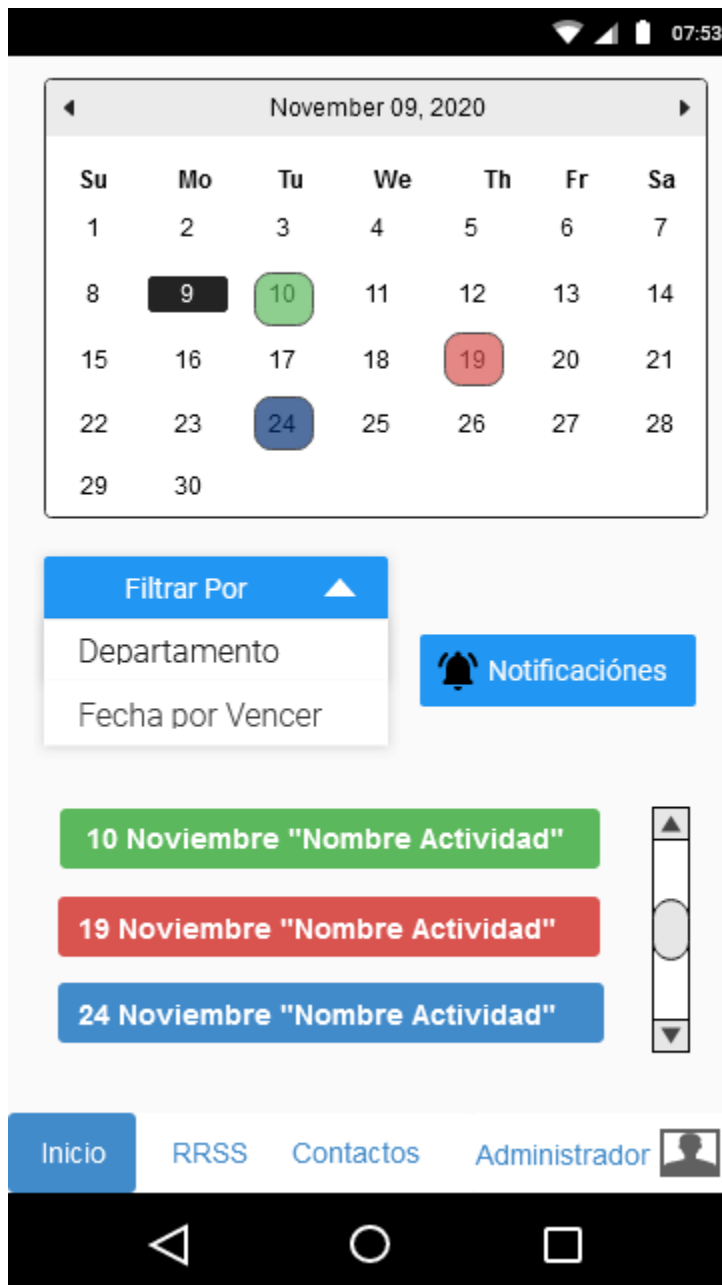 07:53
November 09, 2020
Su Mo Tu We Th Fr Sa
1 2 3 4 5 6 7
8 9 10 11 12 13 14
15 16 17 18 19 20 21
22 23 24 25 26 27 28
29 30
Filtrar Por
Departamento
Fecha por Vencer
Notificaciónes
10 Noviembre "Nombre Actividad"
19 Noviembre "Nombre Actividad"
24 Noviembre "Nombre Actividad"
Inicio RRSS Contactos Administrador